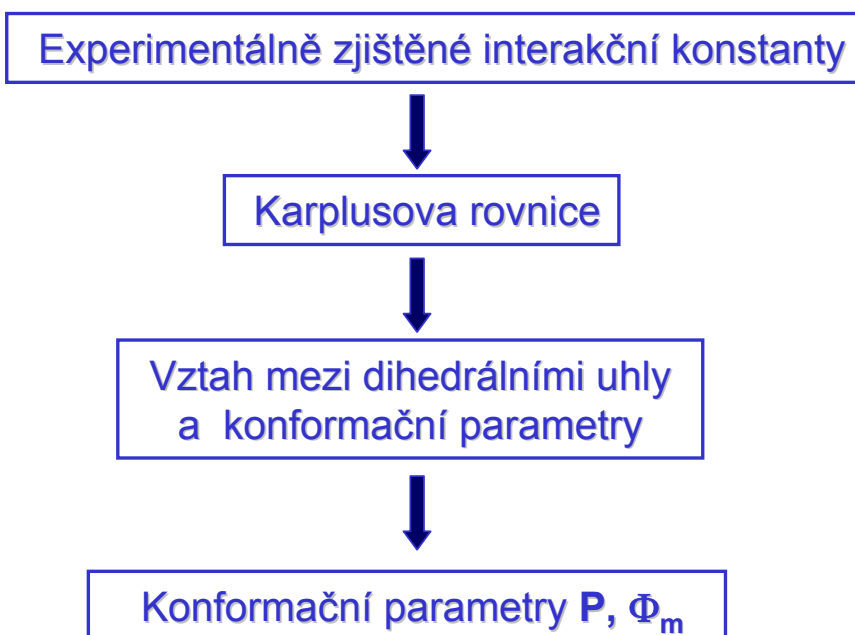 Experimentálně zjištěné interakční konstanty
Karplusova rovnice
Vztah mezi dihedrálními uhly
a konformační parametry
Konformační parametry P, Φm